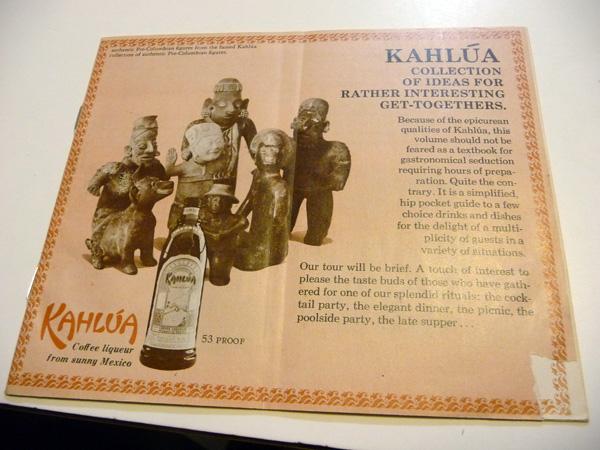 authentic Pre-Columbian figures from the famed Kahlúa
collection of authentic Pre-Columbian figures.
KAHLÚA
COLLECTION
OF IDEAS FOR
RATHER INTERESTING
GET-TOGETHERS.
Because of the epicurean
qualities of Kahlúa, this
volume should not be
feared as a textbook for
gastronomical seduction
requiring hours of prepa-
ration. Quite the con-
trary. It is a simplified,
hip pocket guide to a few
choice drinks and dishes
for the delight of a multi-
plicity of guests in a
variety of situations.
Our tour will be brief. A touch of interest to
please the taste buds of those who have gath-
ered for one of our splendid rituals: the cock-
tail party, the elegant dinner, the picnic, the
poolside party, the late supper . . .
KAHLÚA
Coffee liqueur
from sunny Mexico
KAHLÚA
53 PROOF